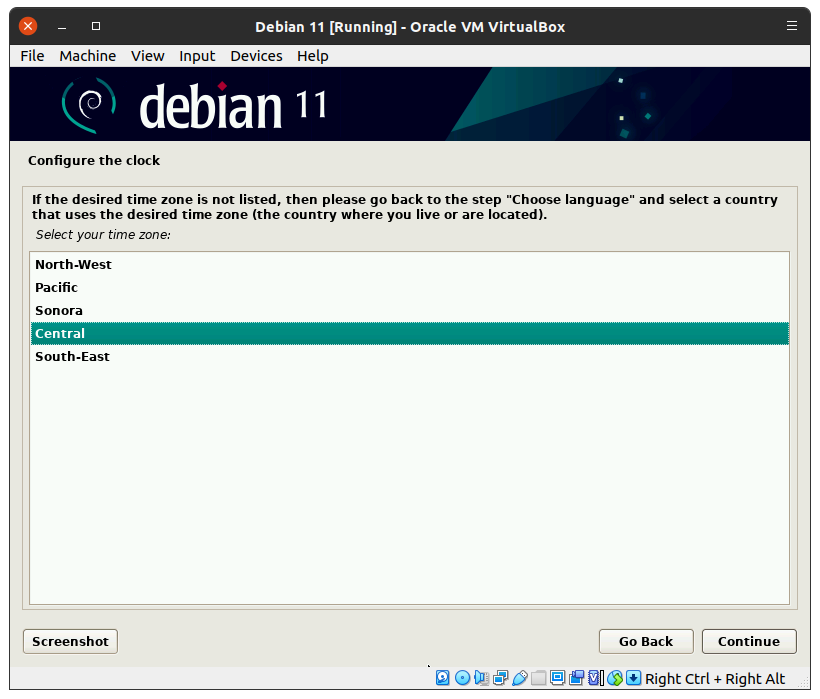 Debian 11 [Running] - Oracle VM VirtualBox
File Machine View Input Devices Help
debian 11
Configure the clock
If the desired time zone is not listed, then please go back to the step "Choose language" and select a country
that uses the desired time zone (the country where you live or are located).
Select your time zone:
North-West
Pacific
Sonora
Central
South-East
Screenshot
Go Back
Continue
Right Ctrl + Right Alt